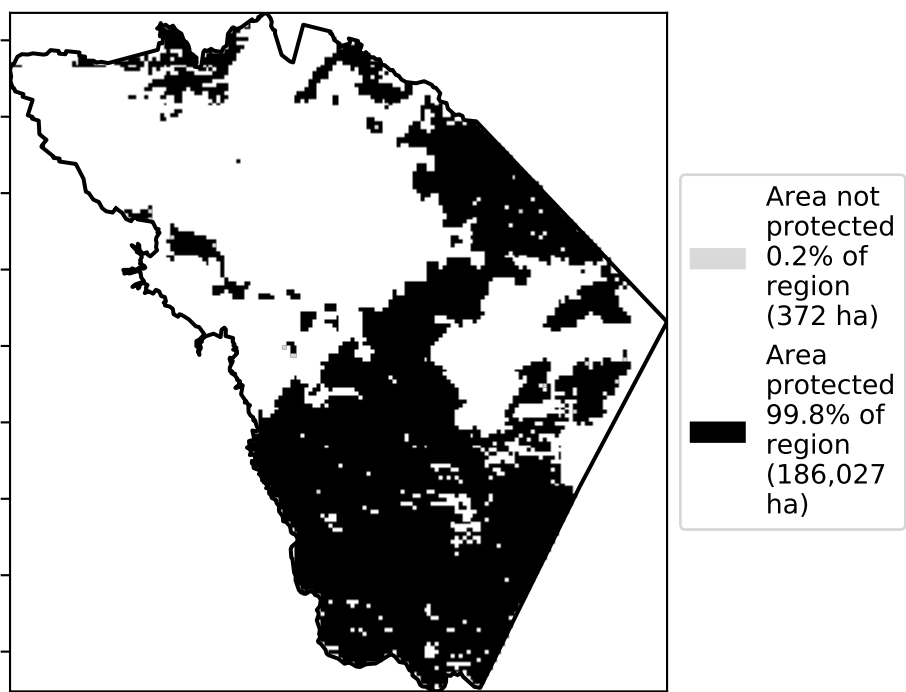 Area not
protected
0.2% of
region
(372 ha)
Area
protected
99.8% of
region
(186,027
ha)